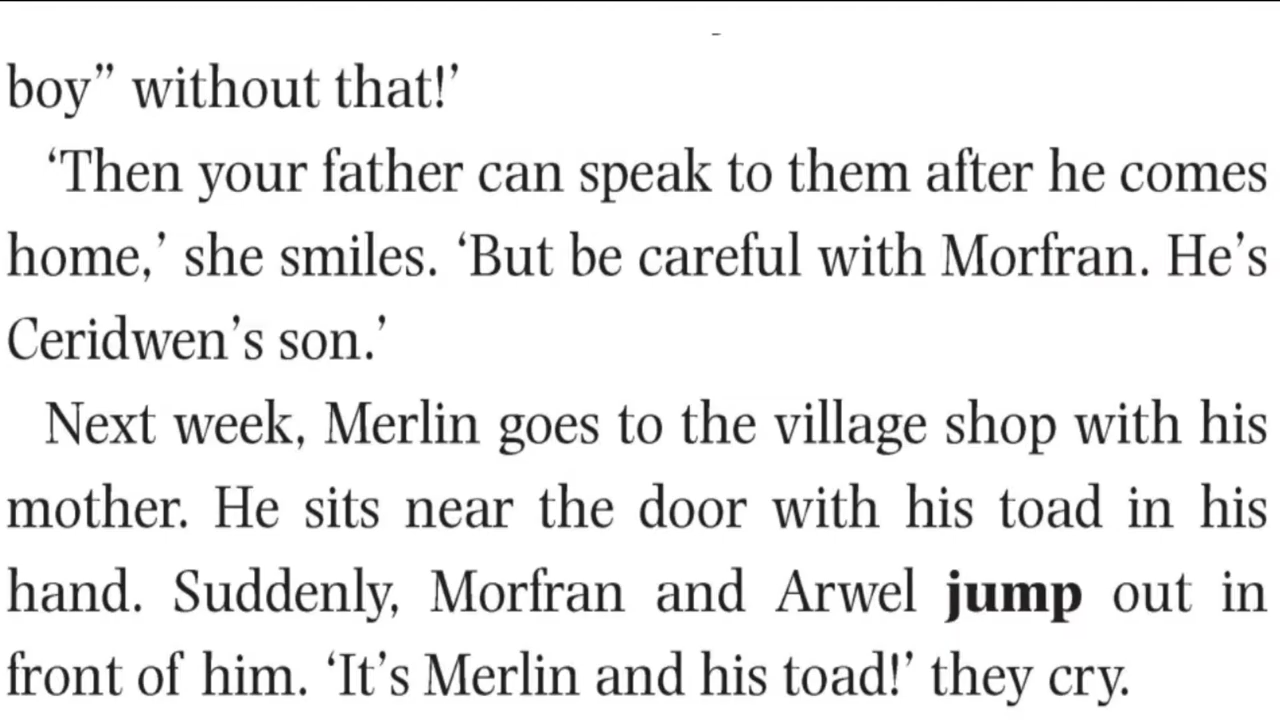 boy” without that!’
‘Then your father can speak to them after he comes
home,’ she smiles. ‘But be careful with Morfran. He’s
Ceridwen’s son.’
Next week, Merlin goes to the village shop with his
mother. He sits near the door with his toad in his
hand. Suddenly, Morfran and Arwel jump out in
front of him. ‘It’s Merlin and his toad!’ they cry.